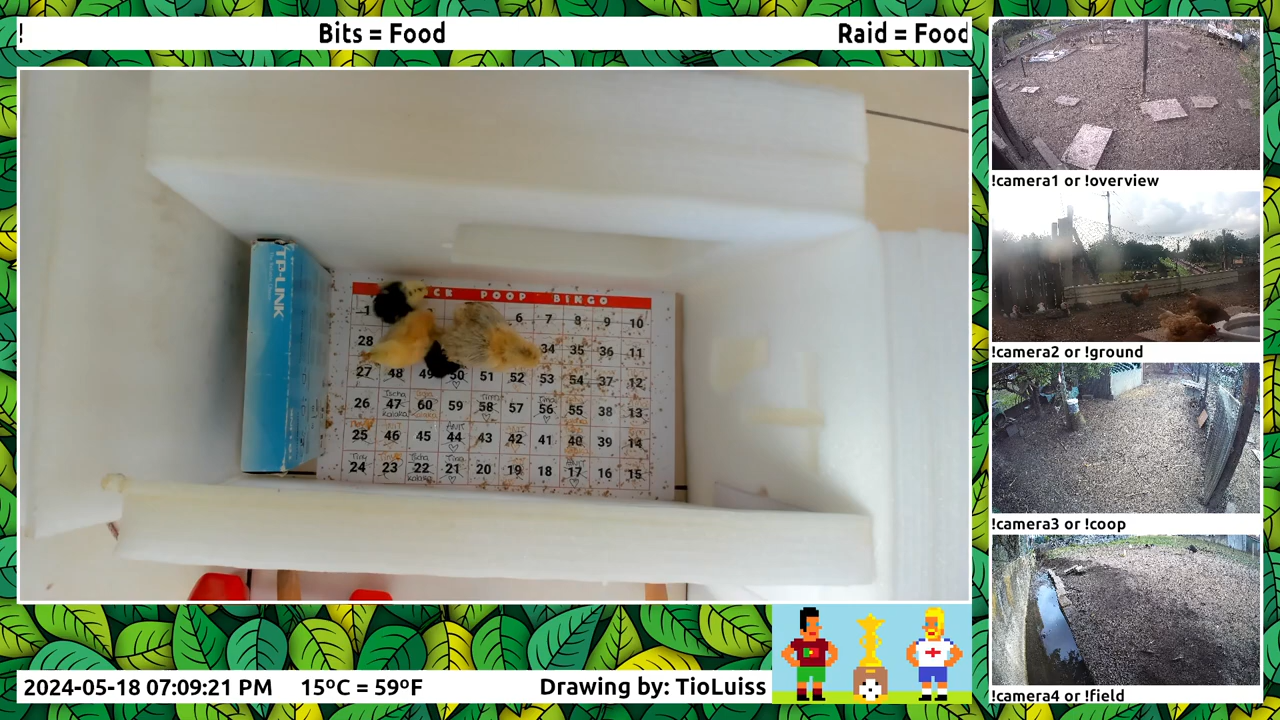 !
Bits = Food
Raid = Food
!camera1 or !overview
!camera2 or !ground
!camera3 or !coop
!camera4 or !field
TP-LINK
CK POOP BINGO
1 6 7 8 9 10
28 34 35 36 11
27 48 49 50 51 52 53 54 37 12
26 47 60 59 58 57 56 55 38 13
25 46 45 44 43 42 41 40 39 14
24 23 22 21 20 19 18 17 16 15
2024-05-18 07:09:21 PM
15ºC = 59ºF
Drawing by: TioLuiss